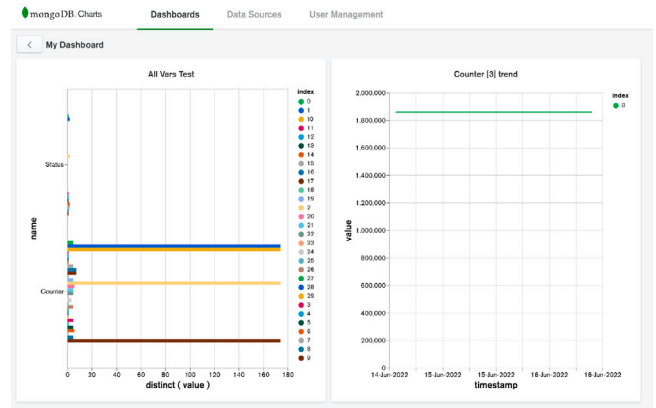 mongoDB. Charts
Dashboards
Data Sources
User Management
< My Dashboard
All Vars Test
name
Status
Counter
0 20 40 60 80 100 120 140 160 180
distinct ( value )
index
0
1
10
11
12
13
14
15
16
17
18
19
2
20
21
22
23
24
25
26
27
28
29
3
4
5
6
7
8
9
Counter [3] trend
value
2,000,000
1,800,000
1,600,000
1,400,000
1,200,000
1,000,000
800,000
600,000
400,000
200,000
0
14-Jun-2022 15-Jun-2022 15-Jun-2022 16-Jun-2022 16-Jun-2022
timestamp
index
3